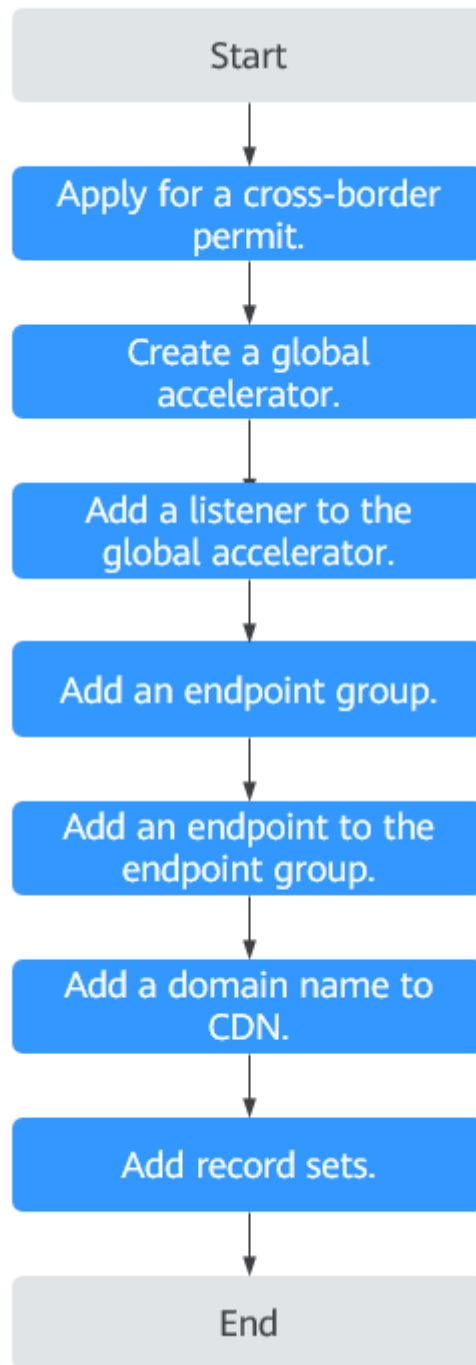 Start
Apply for a cross-border
permit.
Create a global
accelerator.
Add a listener to the
global accelerator.
Add an endpoint group.
Add an endpoint to the
endpoint group.
Add a domain name to
CDN.
Add record sets.
End